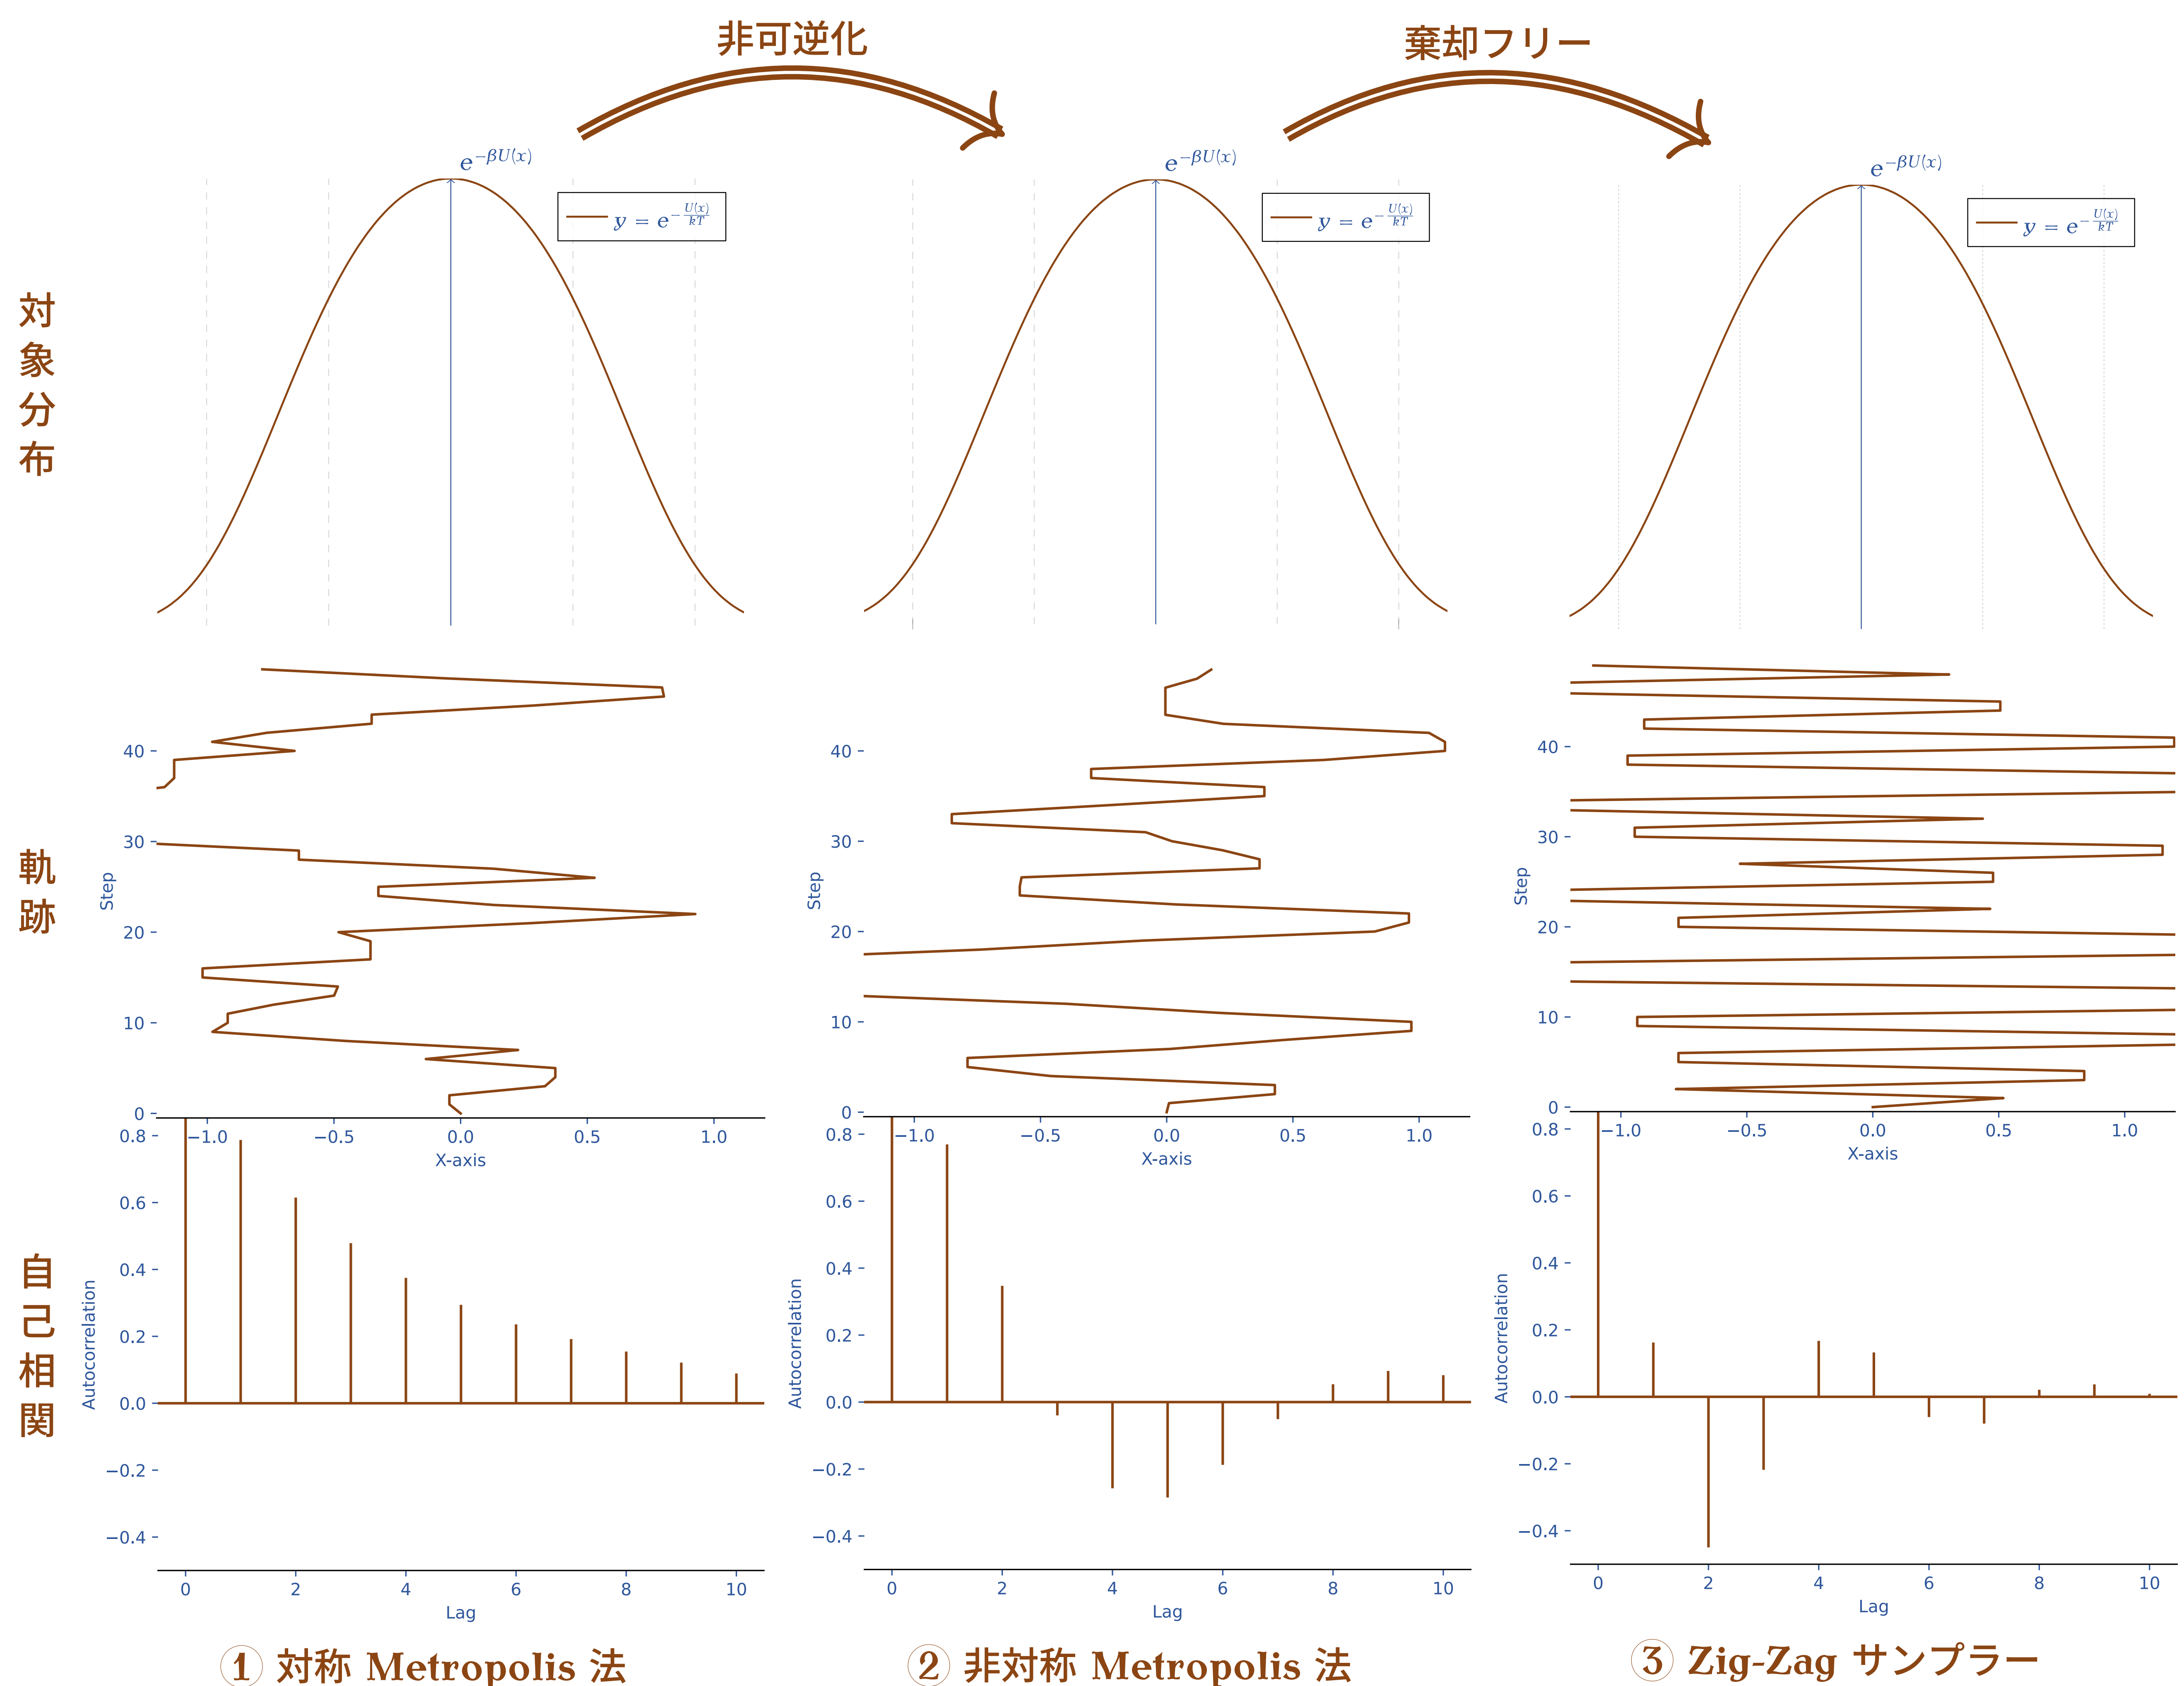 非可逆化
棄却フリー
e^{-βU(x)}
y = e^{-\frac{U(x)}{kT}}
e^{-βU(x)}
y = e^{-\frac{U(x)}{kT}}
e^{-βU(x)}
y = e^{-\frac{U(x)}{kT}}
対象分布
軌跡
Step
40
30
20
10
0
−1.0 −0.5 0.0 0.5 1.0
X-axis
Step
40
30
20
10
0
−1.0 −0.5 0.0 0.5 1.0
X-axis
Step
40
30
20
10
0
−1.0 −0.5 0.0 0.5 1.0
X-axis
自己相関
Autocorrelation
0.8
0.6
0.4
0.2
0.0
−0.2
−0.4
0 2 4 6 8 10
Lag
Autocorrelation
0.8
0.6
0.4
0.2
0.0
−0.2
−0.4
0 2 4 6 8 10
Lag
Autocorrelation
0.8
0.6
0.4
0.2
0.0
−0.2
−0.4
0 2 4 6 8 10
Lag
① 対称 Metropolis 法
② 非対称 Metropolis 法
③ Zig-Zag サンプラー